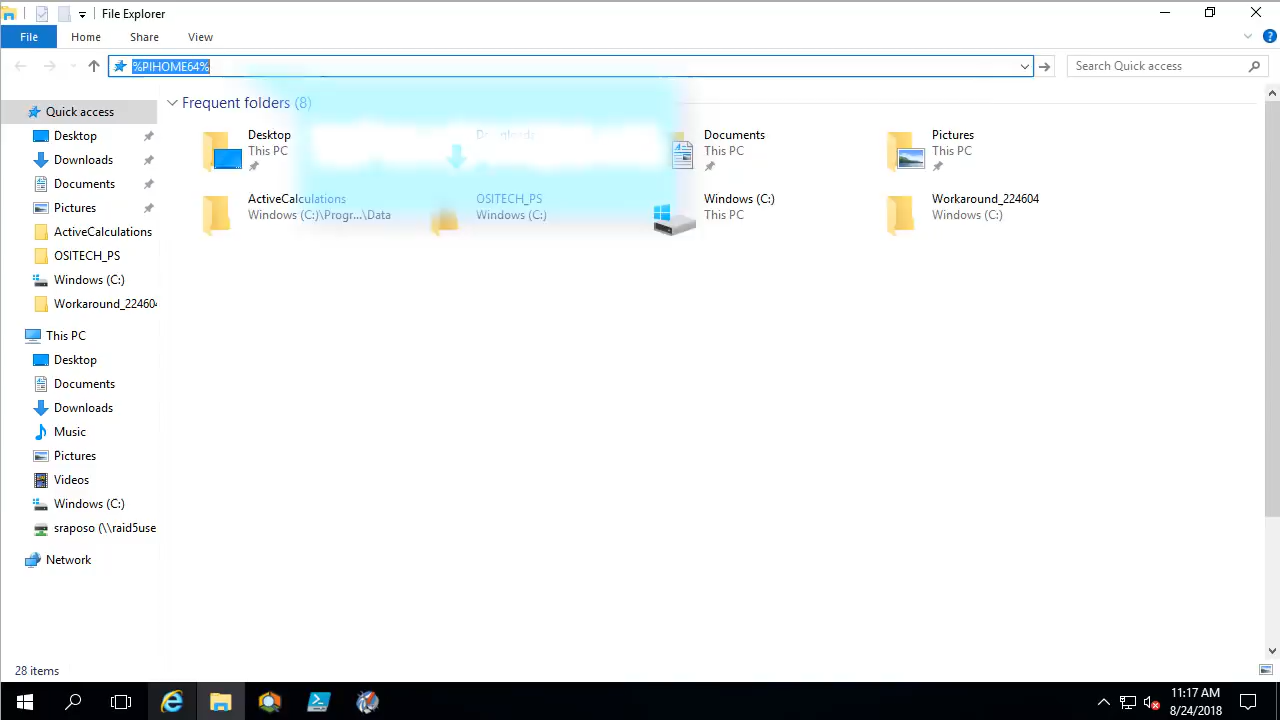 File Explorer
File
Home
Share
View
%PIHOME64%
Search Quick access
Quick access
Desktop
Downloads
Documents
Pictures
ActiveCalculations
OSITECH_PS
Windows (C:)
Workaround_22460
This PC
Desktop
Documents
Downloads
Music
Pictures
Videos
Windows (C:)
sraposo (\\raid5use
Network
Frequent folders (8)
Desktop
This PC
Downloads
Documents
This PC
Pictures
This PC
ActiveCalculations
Windows (C:)\Progr...\Data
OSITECH_PS
Windows (C:)
Windows (C:)
This PC
Workaround_224604
Windows (C:)
28 items
11:17 AM
8/24/2018